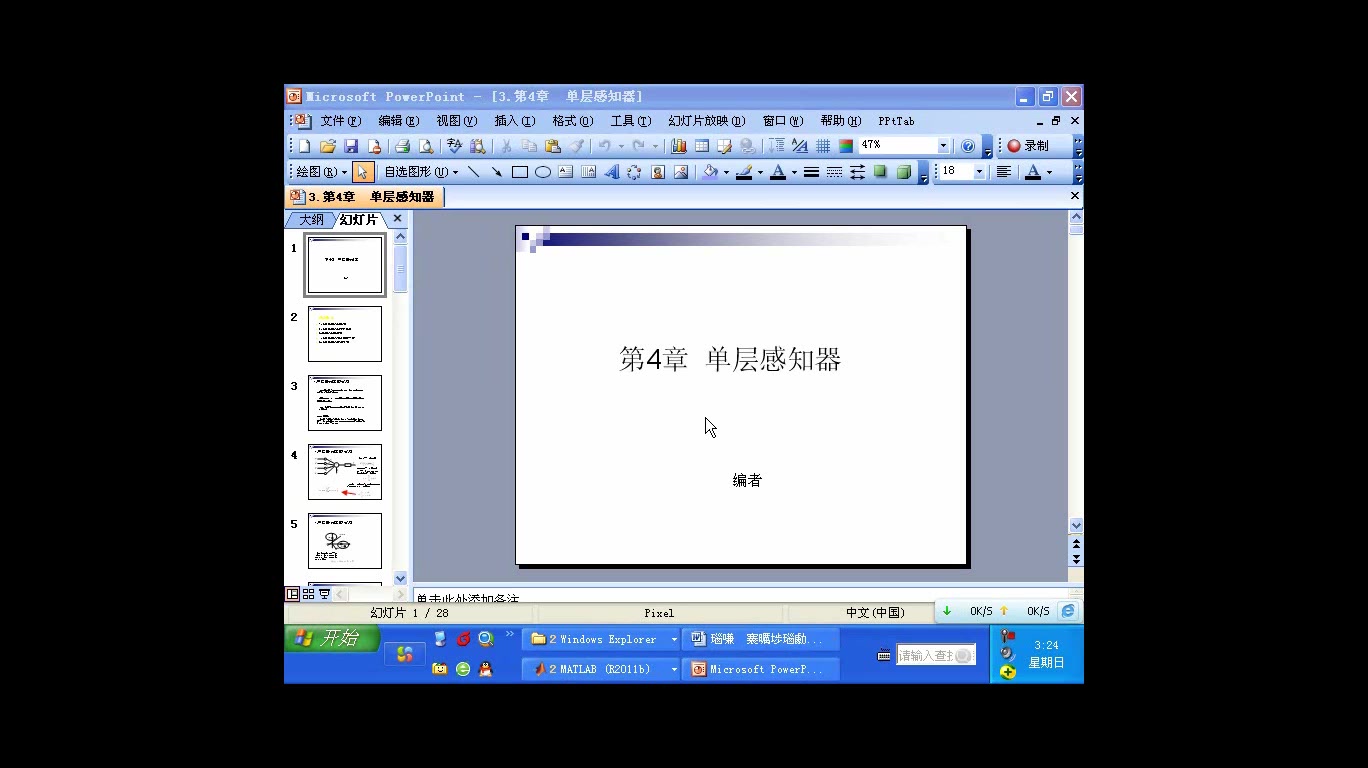 Microsoft PowerPoint - [3.第4章 单层感知器]
文件(F) 编辑(E) 视图(V) 插入(I) 格式(O) 工具(T) 幻灯片放映(D) 窗口(W) 帮助(H) PPtTab
47% 录制
绘图(R) 自选图形(U) 18
3.第4章 单层感知器
大纲 幻灯片
1
2
3
4
5
第4章 单层感知器
编者
单击此处添加备注
幻灯片 1 / 28 Pixel 中文(中国) 0K/S 0K/S
开始
2 Windows Explorer
2 MATLAB (R2011b)
Microsoft PowerP...
请输入查找
3:24
星期日